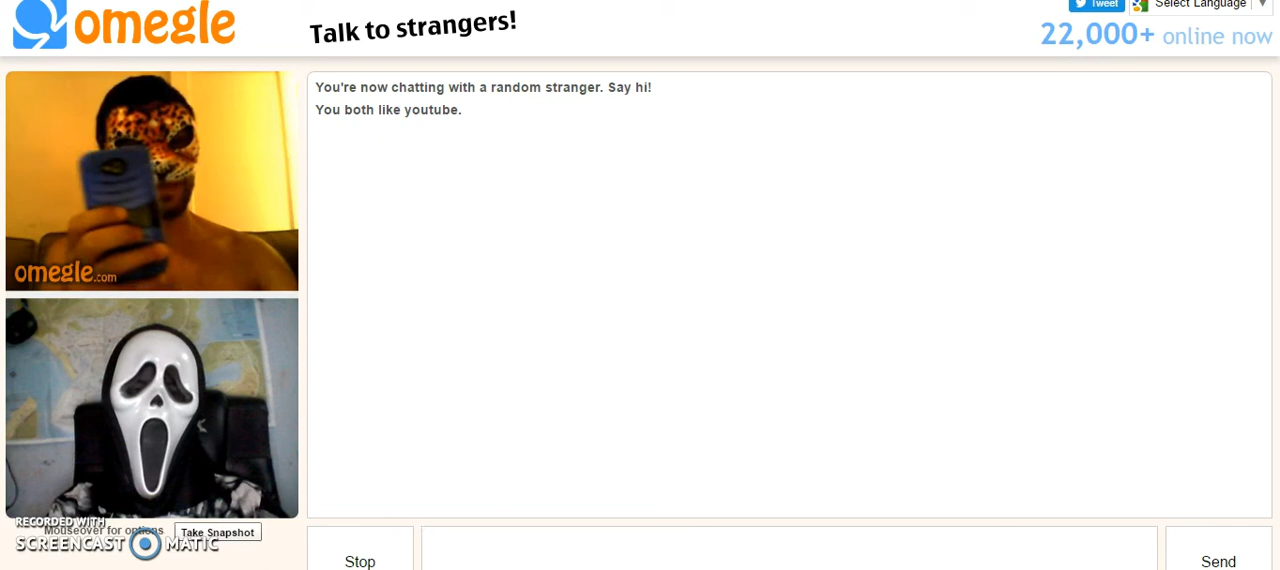 omegle
Talk to strangers!
Tweet
Select Language ▼
22,000+ online now
You're now chatting with a random stranger. Say hi!
You both like youtube.
omegle.com
RECORDED WITH
Mouseover for options
Take Snapshot
SCREENCAST MATIC
Stop
Send